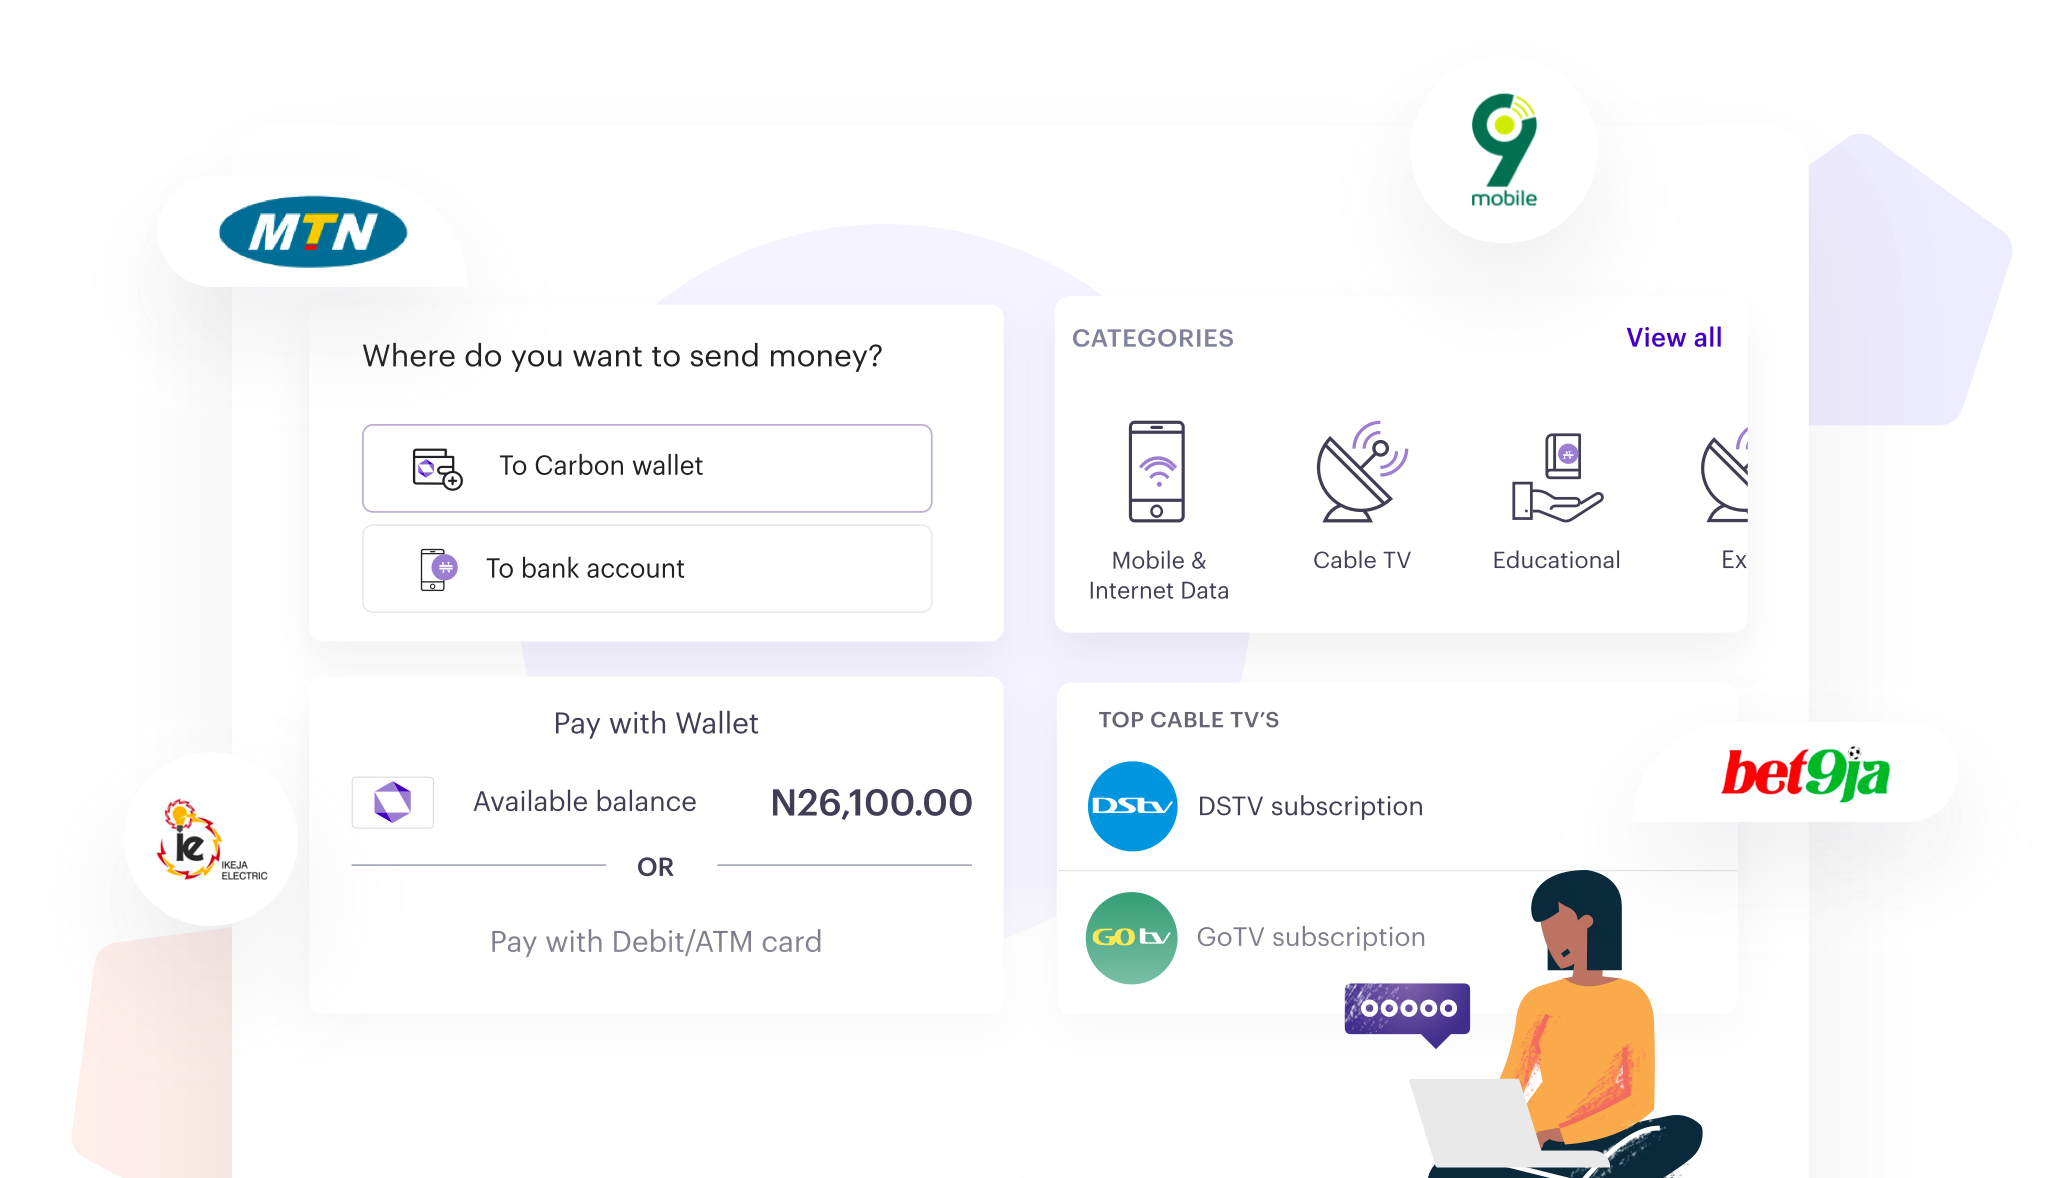 9
mobile
MTN
Where do you want to send money?
To Carbon wallet
To bank account
CATEGORIES
View all
Mobile &
Internet Data
Cable TV
Educational
Ex
Pay with Wallet
Available balance
N26,100.00
OR
Pay with Debit/ATM card
ie
IKEJA
ELECTRIC
TOP CABLE TV’S
DStv
DSTV subscription
GOtv
GoTV subscription
bet9ja